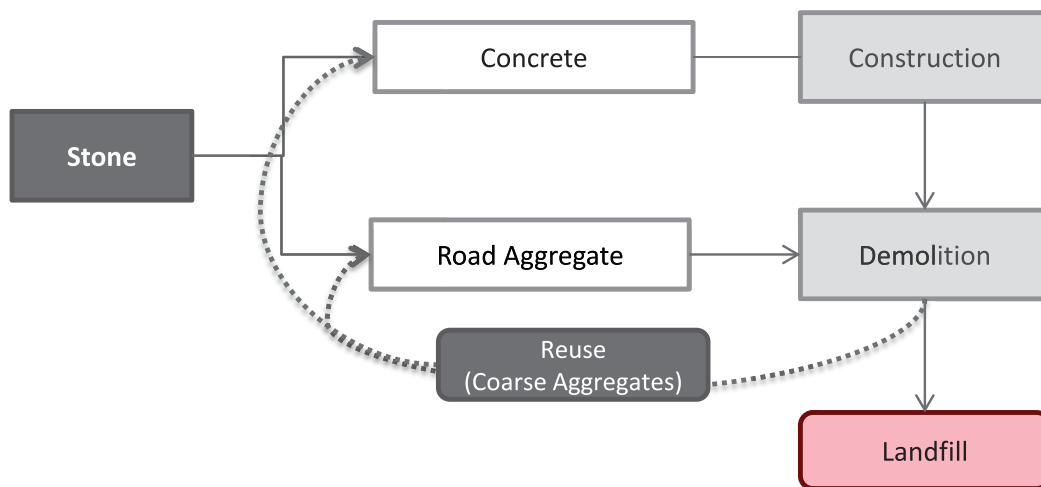 Concrete
Construction
Stone
Road Aggregate
Demolition
Reuse
(Coarse Aggregates)
Landfill